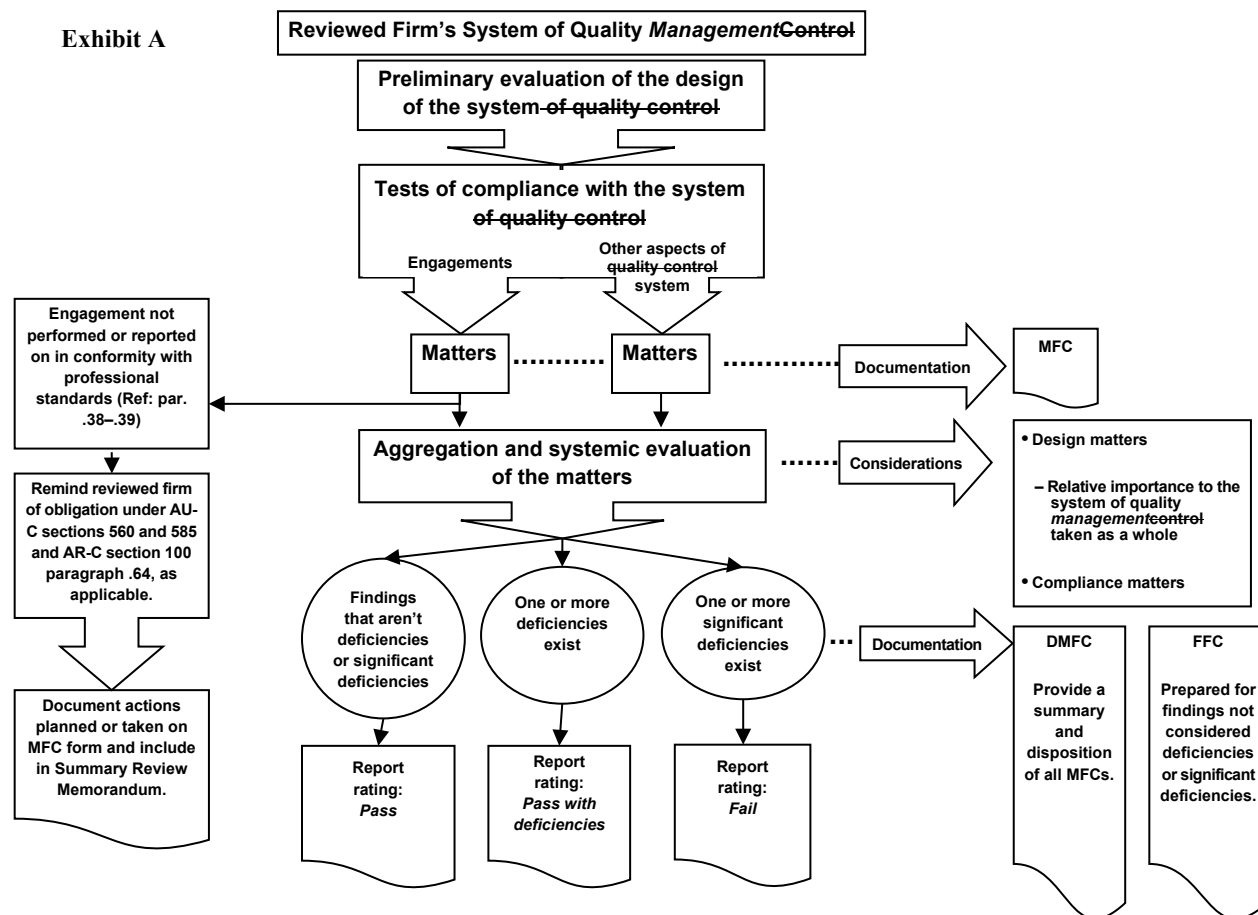 Exhibit A
Reviewed Firm's System of Quality ManagementControl
Preliminary evaluation of the design
of the system of quality control
Tests of compliance with the system
of quality control
Engagements
Other aspects of
quality control
system
Engagement not
performed or reported
on in conformity with
professional
standards (Ref: par.
.38–.39)
Matters
Matters
Documentation
MFC
Aggregation and systemic evaluation
of the matters
Considerations
• Design matters
– Relative importance to the
system of quality
managementcontrol
taken as a whole
• Compliance matters
Remind reviewed firm
of obligation under AU-
C sections 560 and 585
and AR-C section 100
paragraph .64, as
applicable.
Findings
that aren't
deficiencies
or significant
deficiencies
One or more
deficiencies
exist
One or more
significant
deficiencies
exist
Documentation
DMFC
Provide a
summary
and
disposition
of all MFCs.
FFC
Prepared for
findings not
considered
deficiencies
or significant
deficiencies.
Document actions
planned or taken on
MFC form and include
in Summary Review
Memorandum.
Report
rating:
Pass
Report
rating:
Pass with
deficiencies
Report
rating:
Fail